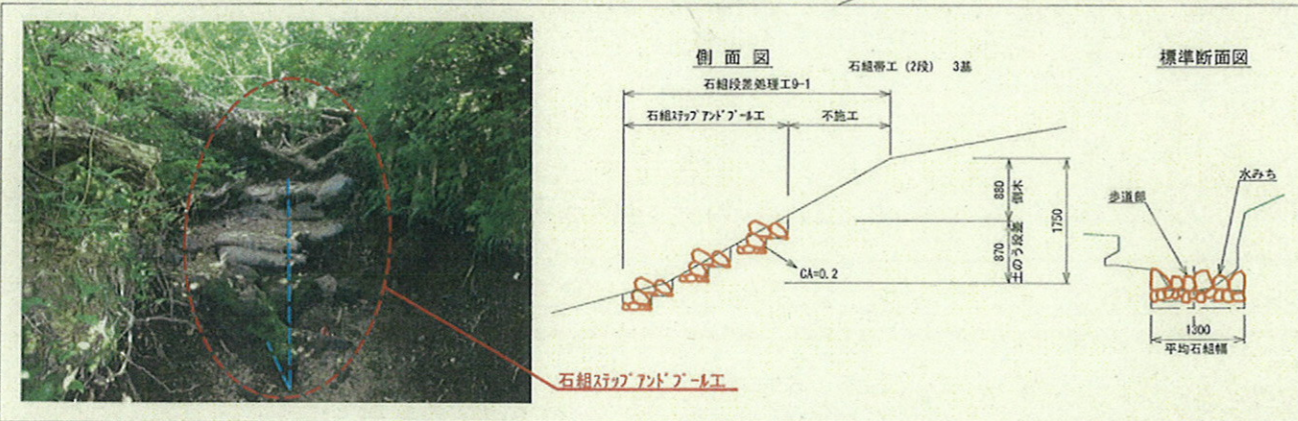 側面図
石組帯工 (2段) 3基
標準断面図
石組段差処理工9-1
石組ｽﾃｯﾌﾟｱﾝﾄﾞﾌﾟｰﾙ工
不施工
水みち
歩道部
880
倒木
1750
870
土のう段差
CA=0.2
1300
平均石組幅
石組ｽﾃｯﾌﾟｱﾝﾄﾞﾌﾟｰﾙ工